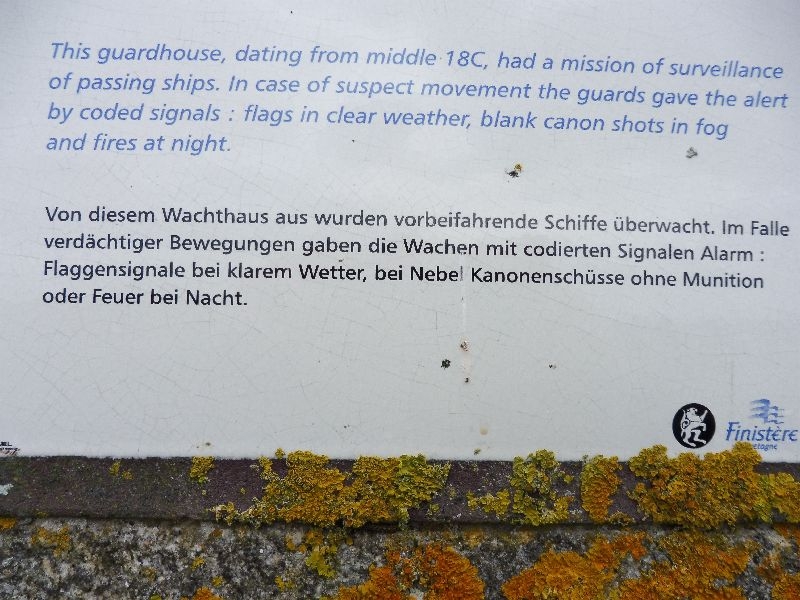 This guardhouse, dating from middle 18C, had a mission of surveillance
of passing ships. In case of suspect movement the guards gave the alert
by coded signals : flags in clear weather, blank canon shots in fog
and fires at night.
Von diesem Wachthaus aus wurden vorbeifahrende Schiffe überwacht. Im Falle
verdächtiger Bewegungen gaben die Wachen mit codierten Signalen Alarm :
Flaggensignale bei klarem Wetter, bei Nebel Kanonenschüsse ohne Munition
oder Feuer bei Nacht.
Finistère